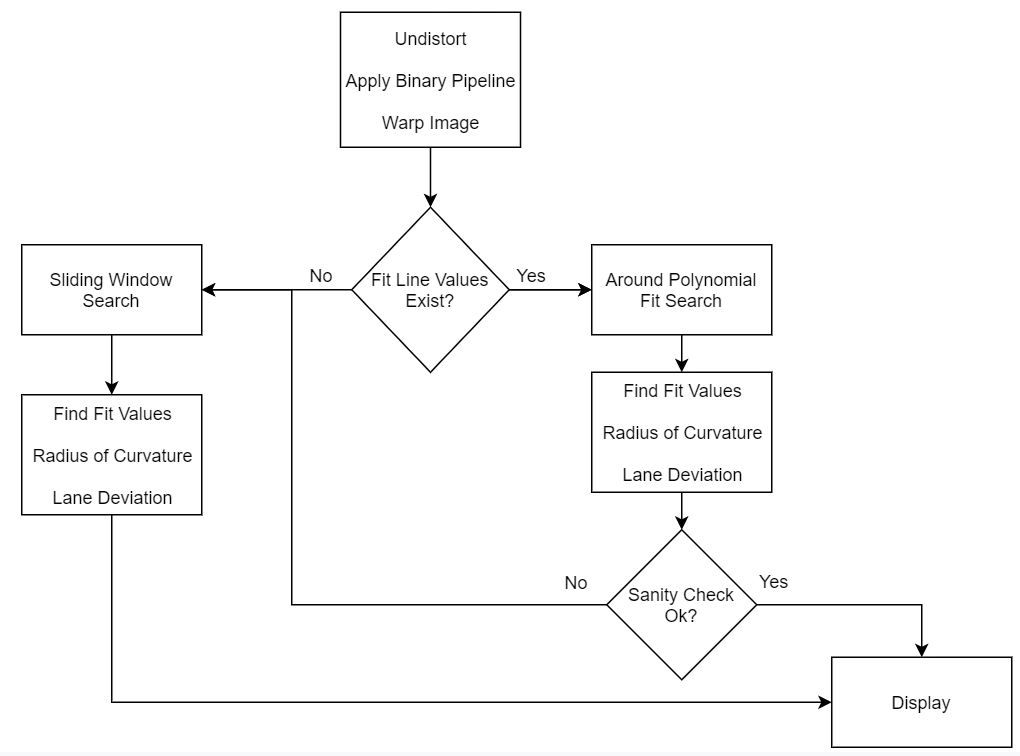 Undistort
Apply Binary Pipeline
Warp Image
Fit Line Values
Exist?
No
Yes
Sliding Window
Search
Around Polynomial
Fit Search
Find Fit Values
Radius of Curvature
Lane Deviation
Find Fit Values
Radius of Curvature
Lane Deviation
Sanity Check
Ok?
No
Yes
Display